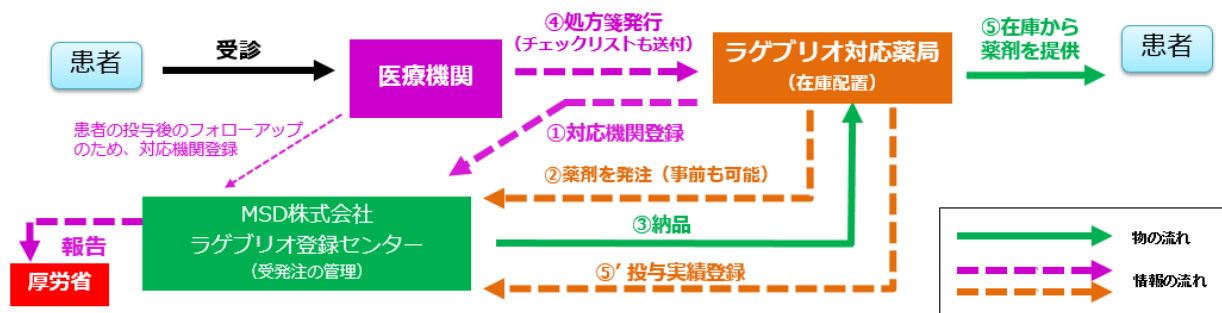 ④処方箋発行
（チェックリストも送付）
⑤在庫から
薬剤を提供
患者
受診
医療機関
ラゲブリオ対応薬局
（在庫配置）
患者
患者の投与後のフォローアップ
のため、対応機関登録
①対応機関登録
②薬剤を発注（事前も可能）
MSD株式会社
ラゲブリオ登録センター
（受発注の管理）
③納品
報告
厚労省
⑤’投与実績登録
物の流れ
情報の流れ